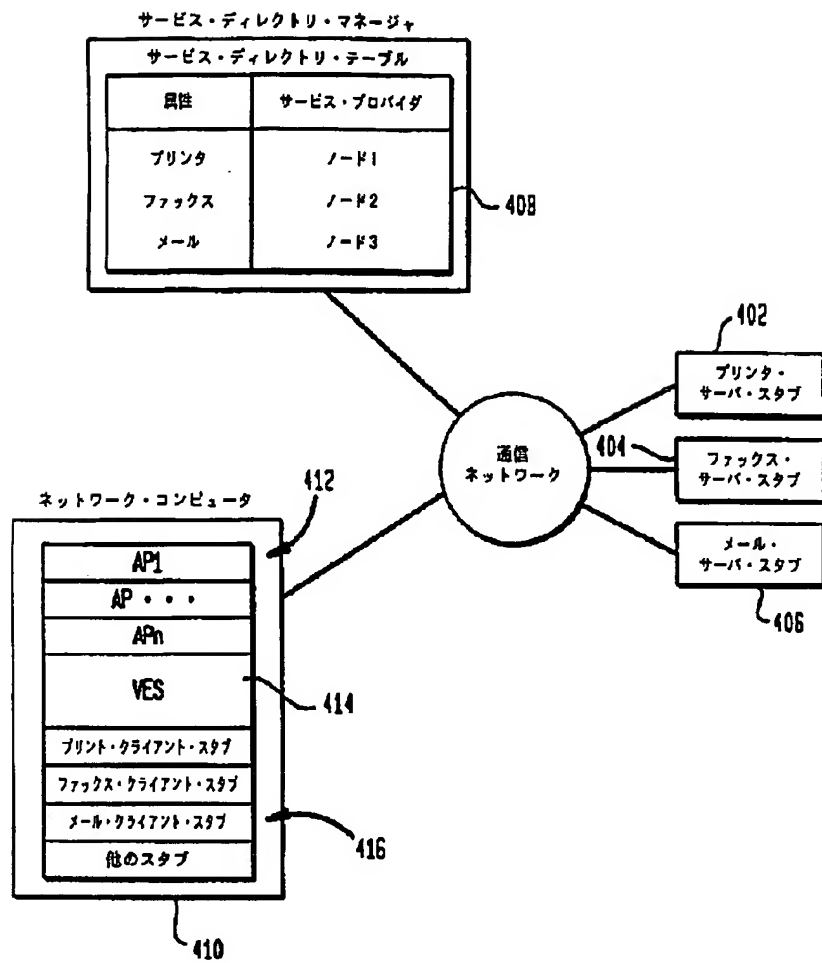 サービス・ディレクトリ・マネージャ
サービス・ディレクトリ・テーブル
属性 サービス・プロバイダ
プリンタ ノード1
ファックス ノード2
メール ノード3
408
402
プリンタ・
サーバ・スタブ
404
ファックス・
サーバ・スタブ
メール・
サーバ・スタブ
406
通信
ネットワーク
ネットワーク・コンピュータ
412
AP1
AP・・・
APn
VES
414
プリント・クライアント・スタブ
ファックス・クライアント・スタブ
メール・クライアント・スタブ
416
他のスタブ
410